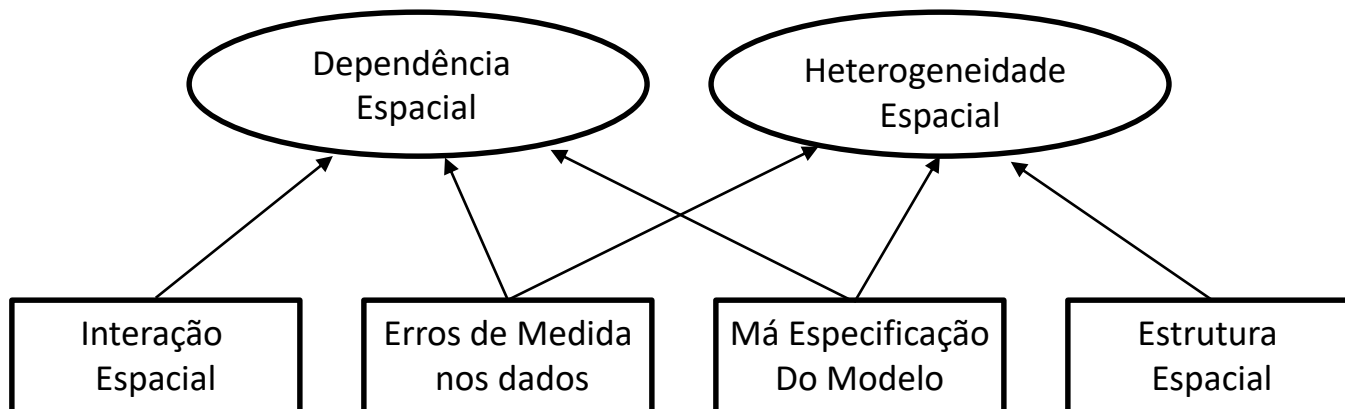 Dependência
Espacial
Heterogeneidade
Espacial
Interação
Espacial
Erros de Medida
nos dados
Má Especificação
Do Modelo
Estrutura
Espacial